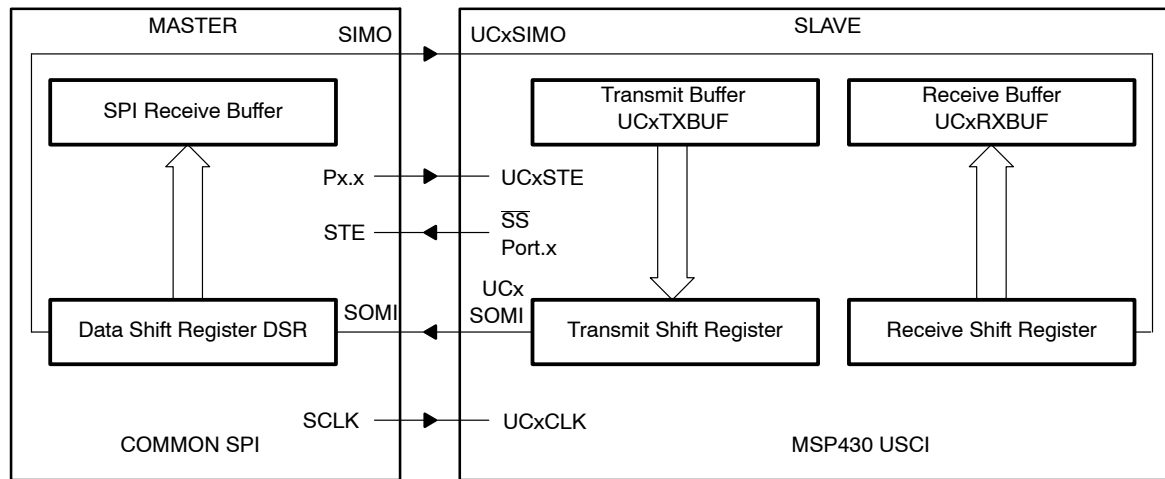 MASTER
SLAVE
SIMO
UCxSIMO
SPI Receive Buffer
Transmit Buffer
UCxTXBUF
Receive Buffer
UCxRXBUF
Px.x
UCxSTE
STE
SS
Port.x
SOMI
UCx
SOMI
Data Shift Register DSR
Transmit Shift Register
Receive Shift Register
SCLK
UCxCLK
COMMON SPI
MSP430 USCI